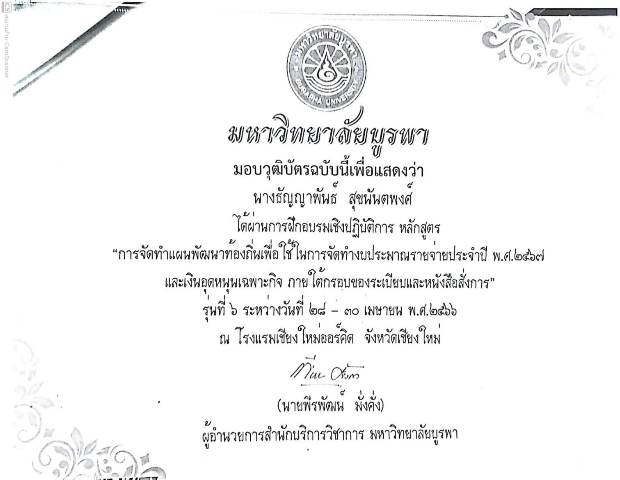 มหาวิทยาลัยบูรพา
BURAPHA UNIVERSITY
มหาวิทยาลัยบูรพา
มอบวุฒิบัตรฉบับนี้เพื่อแสดงว่า
นางธัญญาพันธ์ สุขนันตพงศ์
ได้ผ่านการฝึกอบรมเชิงปฏิบัติการ หลักสูตร
“การจัดทำแผนพัฒนาท้องถิ่นเพื่อใช้ในการจัดทำงบประมาณรายจ่ายประจำปี พ.ศ.๒๕๖๗
และเงินอุดหนุนเฉพาะกิจ ภายใต้กรอบของระเบียบและหนังสือสั่งการ”
รุ่นที่ ๖ ระหว่างวันที่ ๒๘ – ๓๐ เมษายน พ.ศ.๒๕๖๖
ณ โรงแรมเชียงใหม่ออร์คิด จังหวัดเชียงใหม่
(นายพีรพัฒน์ มั่งคั่ง)
ผู้อำนวยการสำนักบริการวิชาการ มหาวิทยาลัยบูรพา